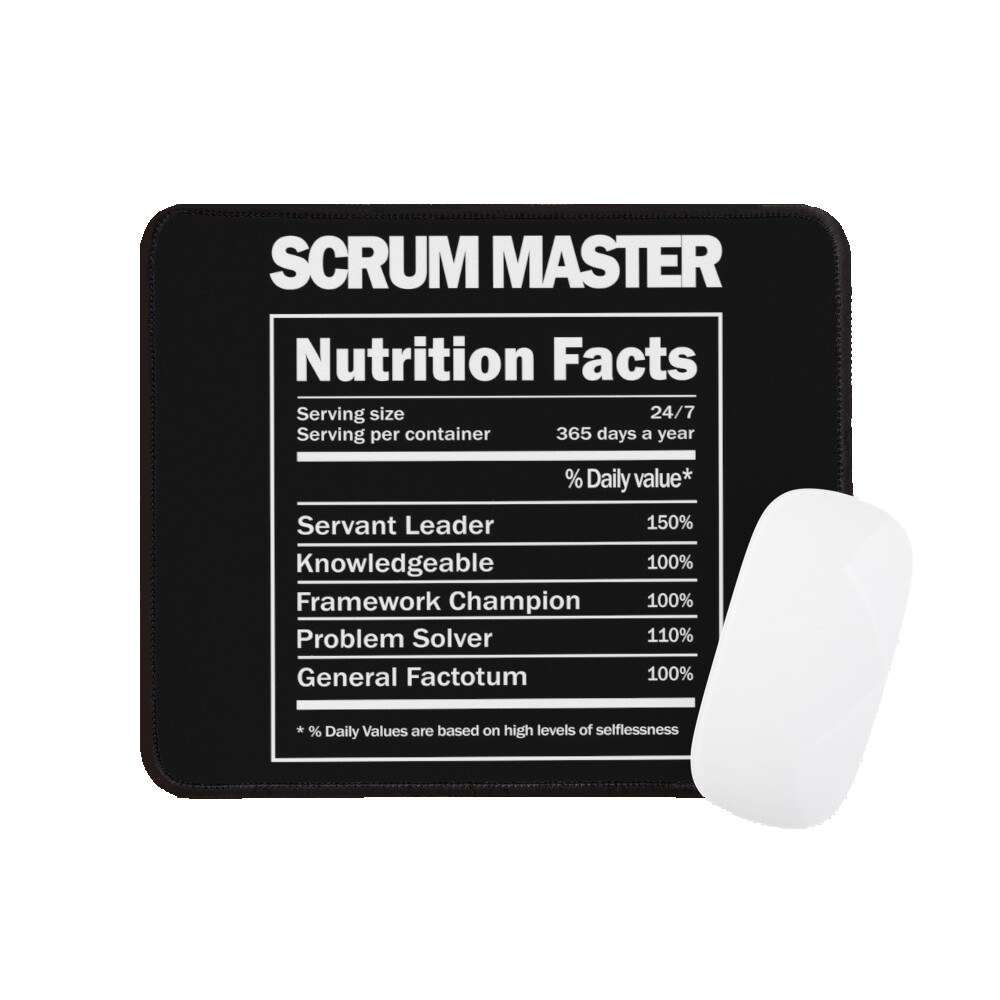 SCRUM MASTER
Nutrition Facts
Serving size 24/7
Serving per container 365 days a year
% Daily value*
Servant Leader 150%
Knowledgeable 100%
Framework Champion 100%
Problem Solver 110%
General Factotum 100%
* % Daily Values are based on high levels of selflessness